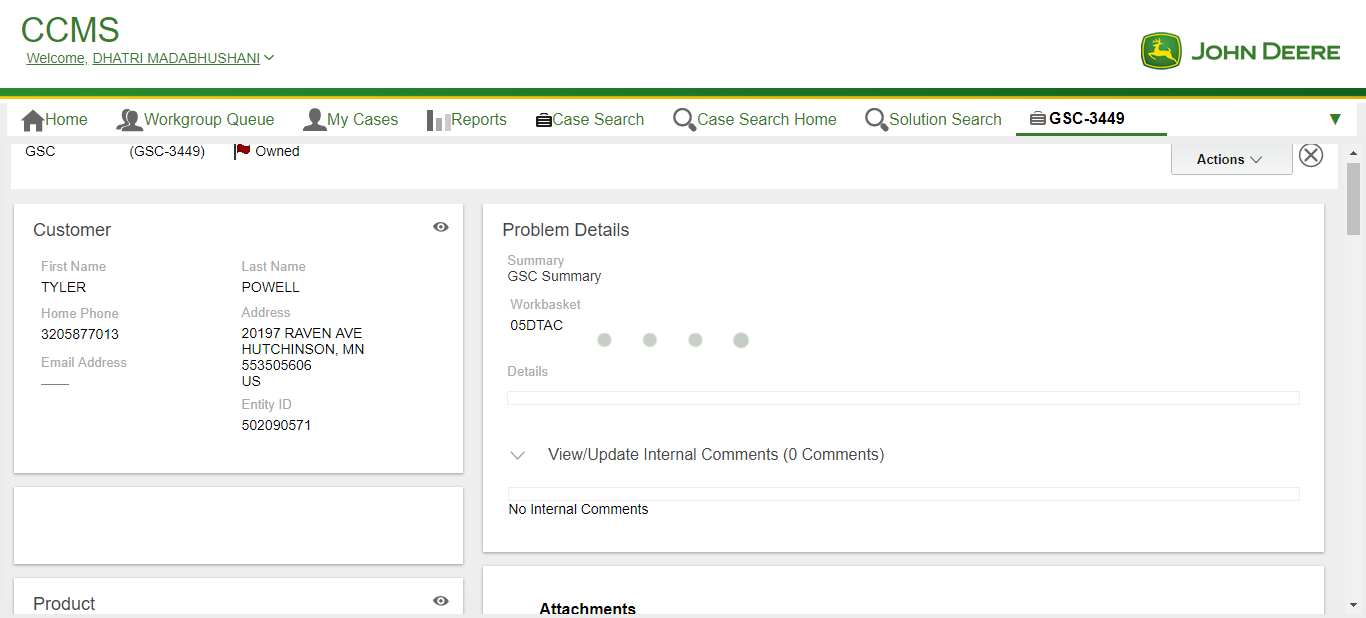 CCMS
Welcome, DHATRI MADABHUSHANI
JOHN DEERE
Home Workgroup Queue My Cases Reports Case Search Case Search Home Solution Search GSC-3449
GSC (GSC-3449) Owned
Actions
Customer
First Name Last Name
TYLER POWELL
Home Phone Address
3205877013 20197 RAVEN AVE
HUTCHINSON, MN
Email Address 553505606
US
Entity ID
502090571
Problem Details
Summary
GSC Summary
Workbasket
05DTAC
Details
View/Update Internal Comments (0 Comments)
No Internal Comments
Product
Attachments